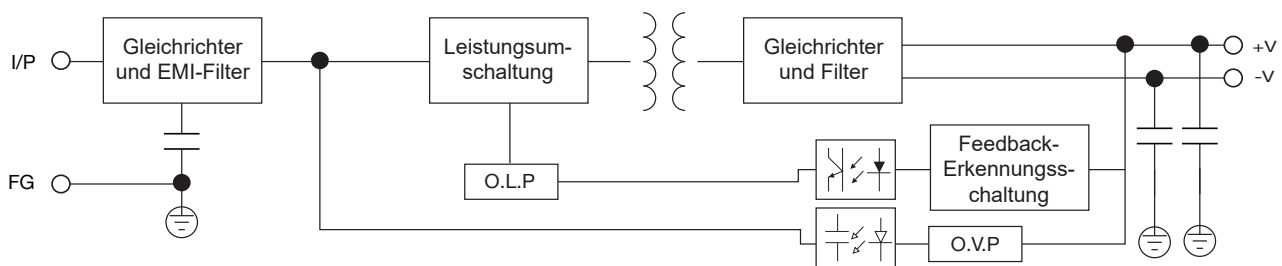 I/P
Gleichrichter
und EMI-Filter
Leistungsum-
schaltung
Gleichrichter
und Filter
+V
-V
FG
O.L.P
Feedback-
Erkennungss-
chaltung
O.V.P